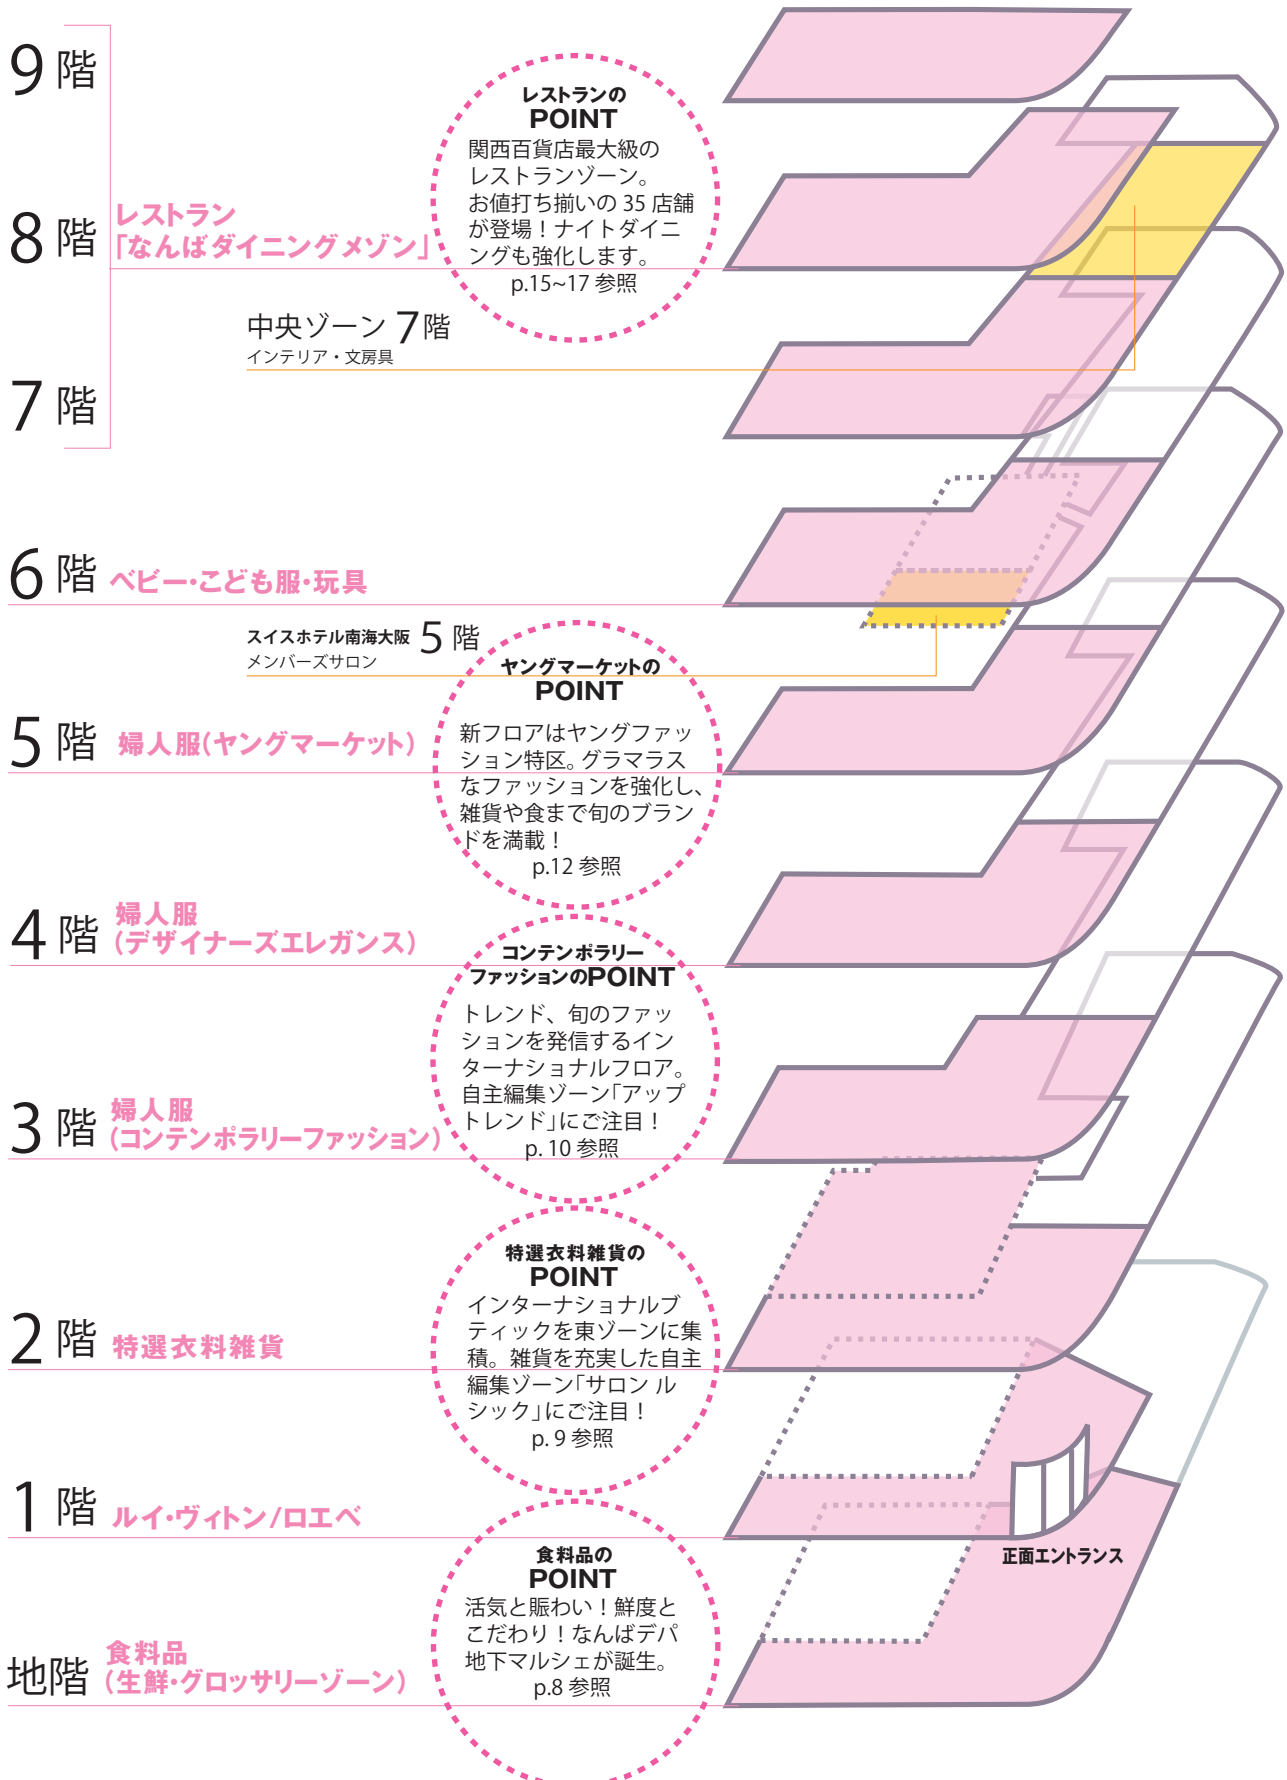 9 階
レストランの
POINT
関西百貨店最大級の
レストランゾーン。
お値打ち揃いの 35 店舗
が登場！ナイトダイニ
ングも強化します。
p.15~17 参照
8 階
レストラン
「なんばダイニングメゾン」
中央ゾーン 7階
インテリア・文房具
7 階
6 階 ベビー・こども服・玩具
スイスホテル南海大阪 5 階
メンバーズサロン
ヤングマーケットの
POINT
新フロアはヤングファッ
ション特区。グラマラス
なファッションを強化し、
雑貨や食まで旬のブラン
ドを満載！
p.12 参照
5 階 婦人服(ヤングマーケット)
4 階 婦人服
(デザイナーズエレガンス)
コンテンポラリー
ファッションのPOINT
トレンド、旬のファッ
ションを発信するイン
ターナショナルフロア。
自主編集ゾーン「アップ
トレンド」にご注目！
p. 10 参照
3 階 婦人服
(コンテンポラリーファッション)
特選衣料雑貨の
POINT
インターナショナルブ
ティックを東ゾーンに集
積。雑貨を充実した自主
編集ゾーン「サロン ル
シック」にご注目！
p. 9 参照
2 階 特選衣料雑貨
1 階 ルイ・ヴィトン/ロエベ
正面エントランス
食料品の
POINT
活気と賑わい！鮮度と
こだわり！なんばデパ
地下マルシェが誕生。
p.8 参照
地階 食料品
(生鮮・グロッサリーゾーン)